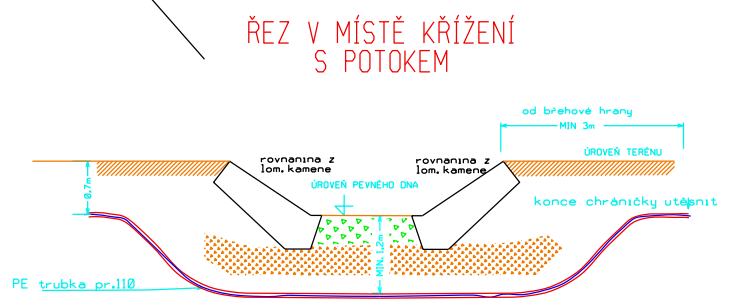 ŘEZ V MÍSTĚ KŘÍŽENÍ
S POTOKEM
od břehové hrany
MIN 3m
rovnanina z
lom. kamene
rovnanina z
lom. kamene
ÚROVEŇ TERÉNU
0.7m
ÚROVEŇ PEVNÉHO DNA
konce chráničky utěsnit
MIN. 1.2m
PE trubka pr.110